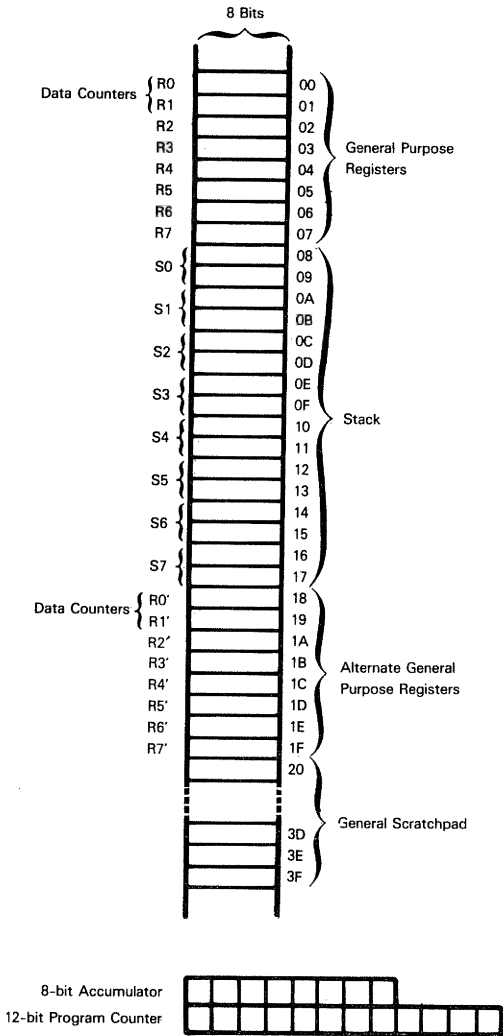 8 Bits
Data Counters
R0
R1
R2
R3
R4
R5
R6
R7
00
01
02
03
04
05
06
07
General Purpose
Registers
S0
S1
S2
S3
S4
S5
S6
S7
08
09
0A
0B
0C
0D
0E
0F
10
11
12
13
14
15
16
17
Stack
Data Counters
R0'
R1'
R2'
R3'
R4'
R5'
R6'
R7'
18
19
1A
1B
1C
1D
1E
1F
Alternate General
Purpose Registers
20
3D
3E
3F
General Scratchpad
8-bit Accumulator
12-bit Program Counter